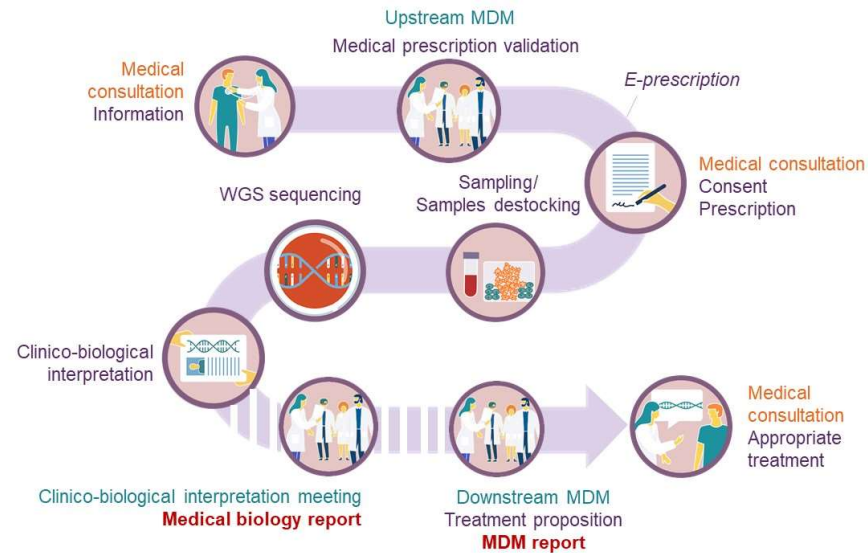 Upstream MDM
Medical prescription validation
Medical
consultation
Information
E-prescription
Medical consultation
Consent
Prescription
Sampling/
Samples destocking
WGS sequencing
Clinico-biological
interpretation
Clinico-biological interpretation meeting
Medical biology report
Downstream MDM
Treatment proposition
MDM report
Medical
consultation
Appropriate
treatment